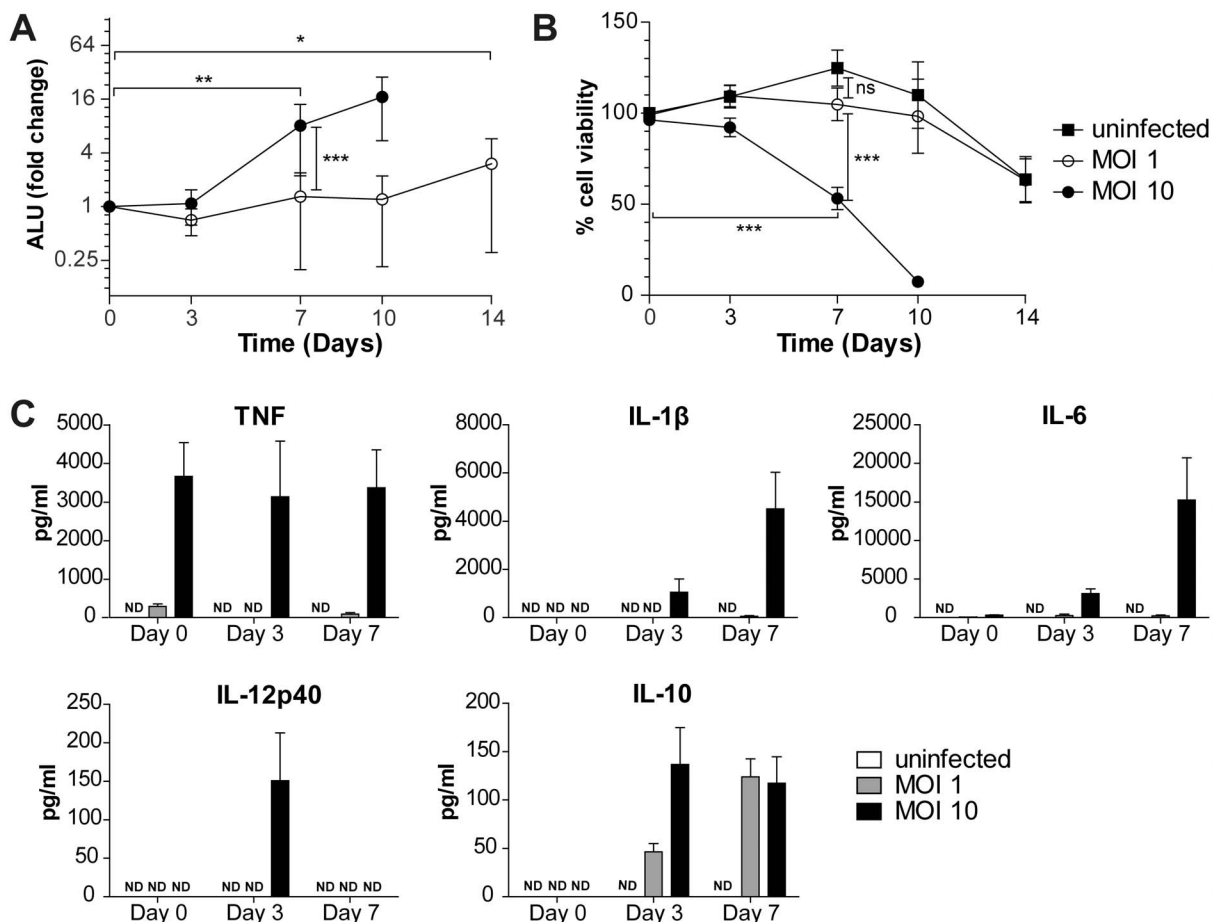 A
ALU (fold change)
64
16
4
1
0.25
*
**
***
0 3 7 10 14
Time (Days)
B
% cell viability
150
100
50
0
ns
***
***
0 3 7 10 14
Time (Days)
uninfected
MOI 1
MOI 10
C
TNF
pg/ml
5000
4000
3000
2000
1000
0
ND ND ND ND
Day 0 Day 3 Day 7
IL-1β
pg/ml
8000
6000
4000
2000
0
ND ND ND ND ND ND
Day 0 Day 3 Day 7
IL-6
pg/ml
25000
20000
15000
10000
5000
0
ND ND ND
Day 0 Day 3 Day 7
IL-12p40
pg/ml
250
200
150
100
50
0
ND ND ND ND ND ND ND ND
Day 0 Day 3 Day 7
IL-10
pg/ml
200
150
100
50
0
ND ND ND ND ND
Day 0 Day 3 Day 7
uninfected
MOI 1
MOI 10